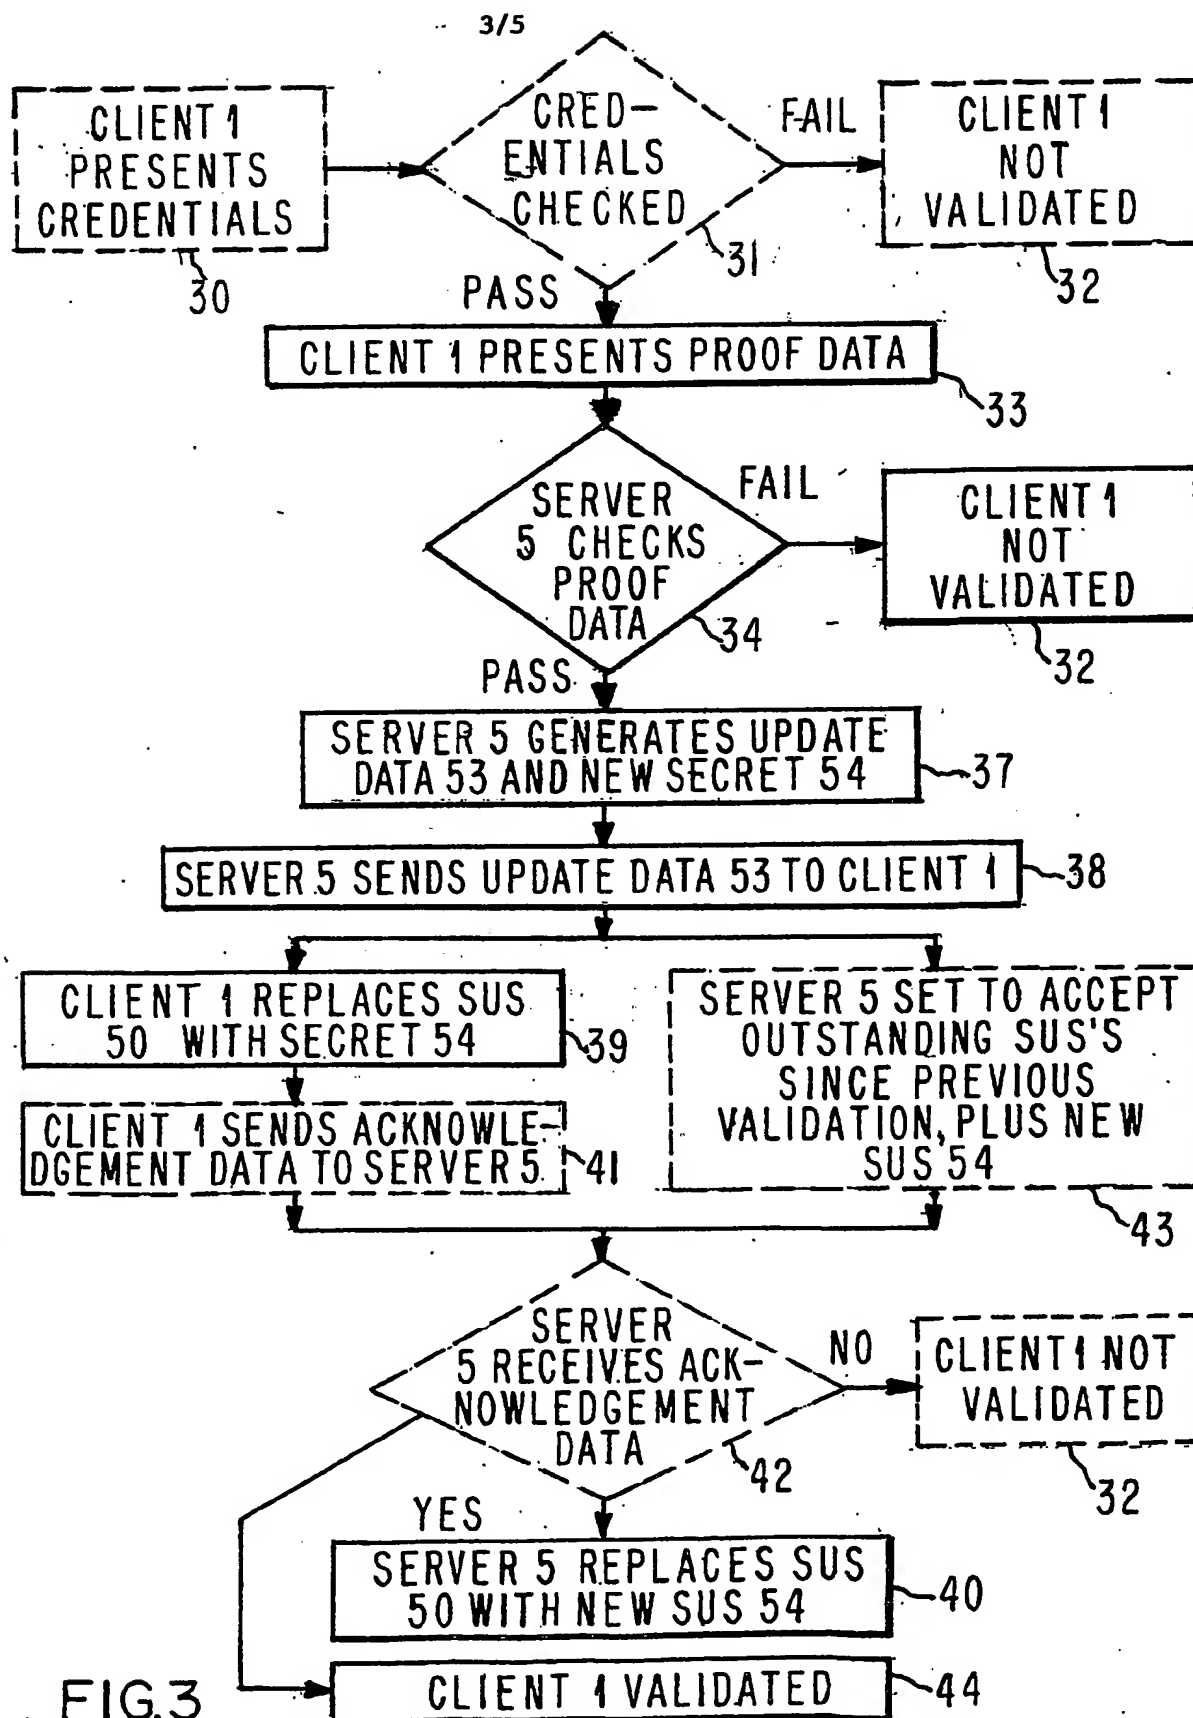 3/5
CLIENT 1
PRESENTS
CREDENTIALS
30
CRED-
ENTIALS
CHECKED
31
FAIL
CLIENT 1
NOT
VALIDATED
32
PASS
CLIENT 1 PRESENTS PROOF DATA
33
SERVER
5 CHECKS
PROOF
DATA
34
FAIL
CLIENT 1
NOT
VALIDATED
32
PASS
SERVER 5 GENERATES UPDATE
DATA 53 AND NEW SECRET 54
37
SERVER 5 SENDS UPDATE DATA 53 TO CLIENT 1
38
CLIENT 1 REPLACES SUS
50 WITH SECRET 54
39
CLIENT 1 SENDS ACKNOWLE-
DGEMENT DATA TO SERVER 5
41
SERVER 5 SET TO ACCEPT
OUTSTANDING SUS'S
SINCE PREVIOUS
VALIDATION, PLUS NEW
SUS 54
43
SERVER
5 RECEIVES ACK-
NOWLEDGEMENT
DATA
42
NO
CLIENT 1 NOT
VALIDATED
32
YES
SERVER 5 REPLACES SUS
50 WITH NEW SUS 54
40
CLIENT 1 VALIDATED
44
FIG.3